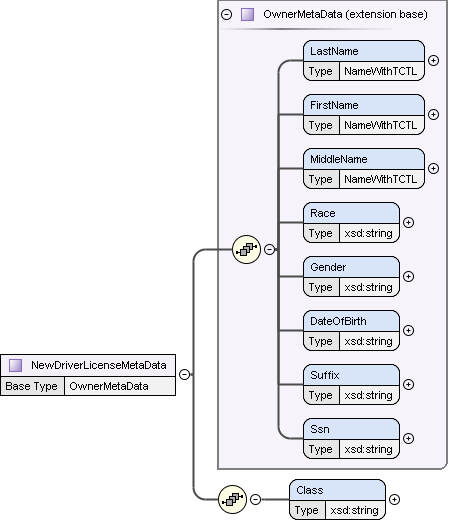 OwnerMetaData (extension base)
LastName
Type NameWithTCTL
FirstName
Type NameWithTCTL
MiddleName
Type NameWithTCTL
Race
Type xsd:string
Gender
Type xsd:string
DateOfBirth
Type xsd:string
Suffix
Type xsd:string
Ssn
Type xsd:string
NewDriverLicenseMetaData
Base Type OwnerMetaData
Class
Type xsd:string